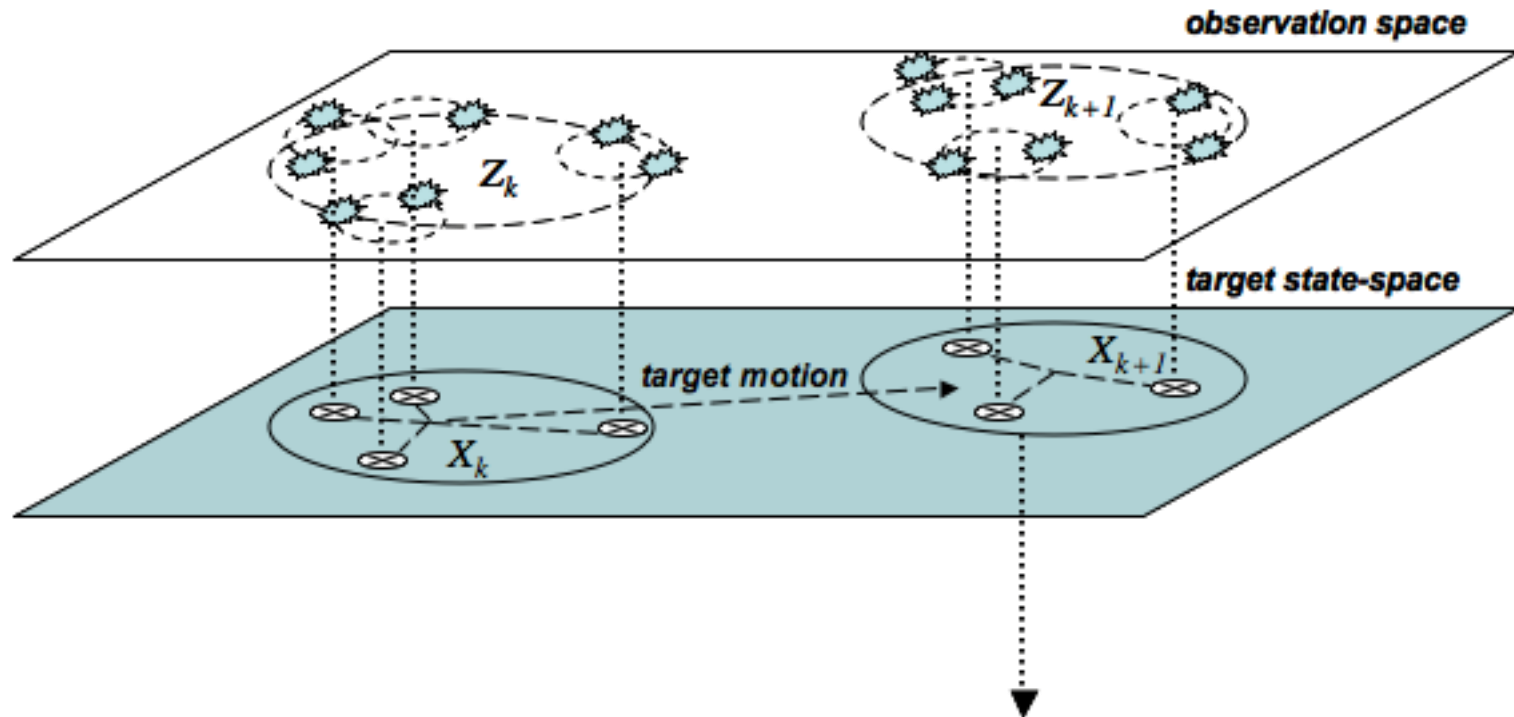 observation space
Z_{k+1}
Z_k
target state-space
target motion
X_{k+1}
X_k